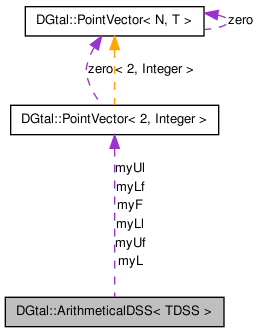 DGtal::PointVector< N, T >
zero
zero< 2, Integer >
DGtal::PointVector< 2, Integer >
myUl
myLf
myF
myLl
myUf
myL
DGtal::ArithmeticalDSS< TDSS >